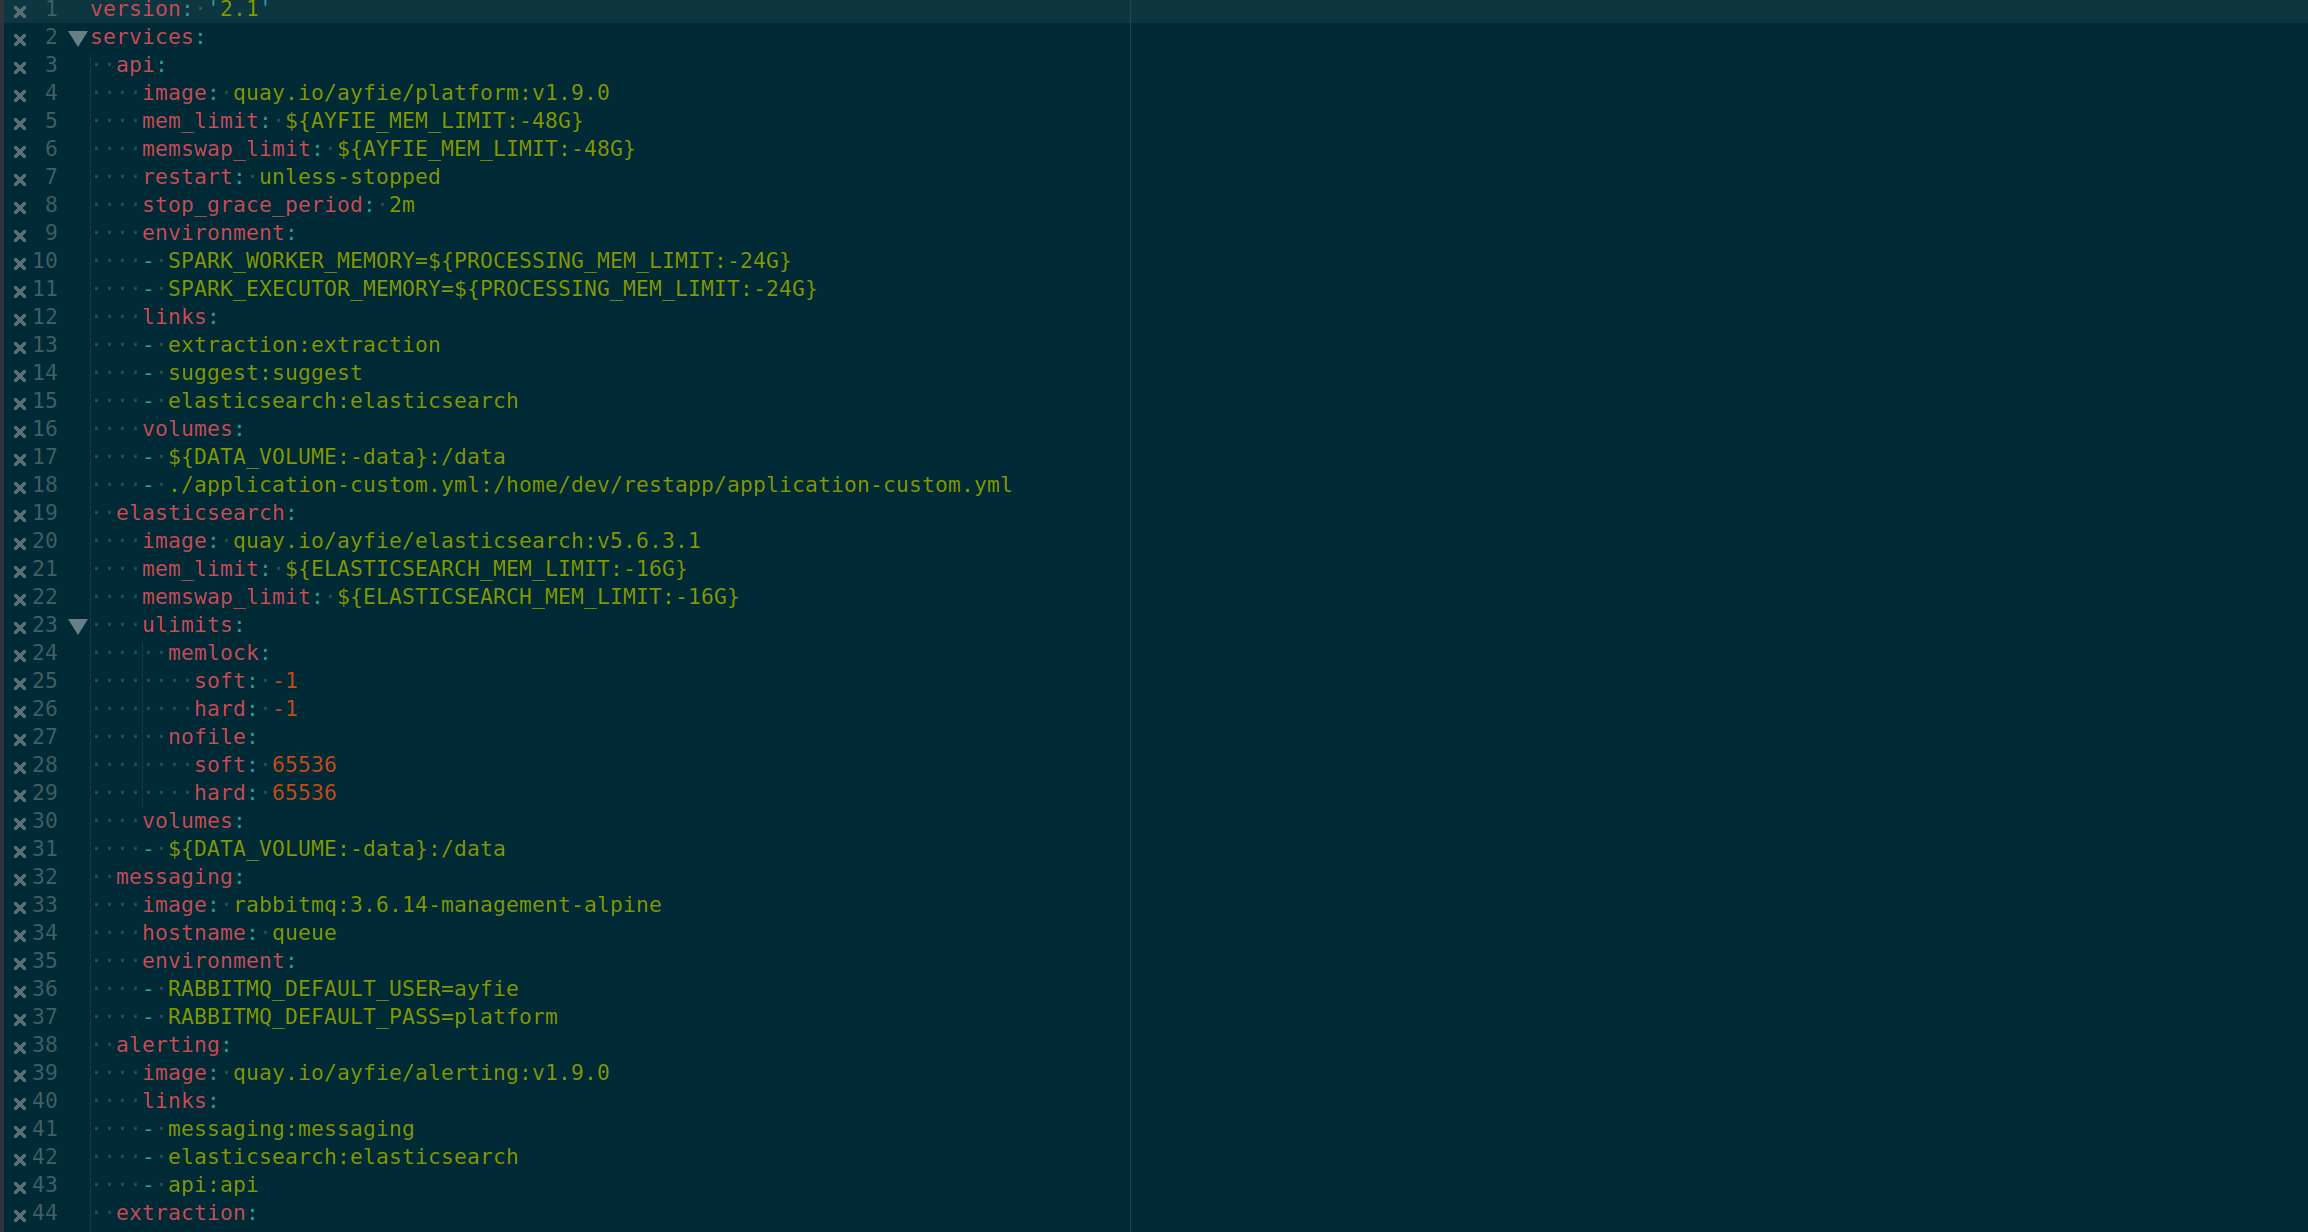 1 version: '2.1'
2 services:
3   api:
4     image: quay.io/ayfie/platform:v1.9.0
5     mem_limit: ${AYFIE_MEM_LIMIT:-48G}
6     memswap_limit: ${AYFIE_MEM_LIMIT:-48G}
7     restart: unless-stopped
8     stop_grace_period: 2m
9     environment:
10     - SPARK_WORKER_MEMORY=${PROCESSING_MEM_LIMIT:-24G}
11     - SPARK_EXECUTOR_MEMORY=${PROCESSING_MEM_LIMIT:-24G}
12     links:
13     - extraction:extraction
14     - suggest:suggest
15     - elasticsearch:elasticsearch
16     volumes:
17     - ${DATA_VOLUME:-data}:/data
18     - ./application-custom.yml:/home/dev/restapp/application-custom.yml
19   elasticsearch:
20     image: quay.io/ayfie/elasticsearch:v5.6.3.1
21     mem_limit: ${ELASTICSEARCH_MEM_LIMIT:-16G}
22     memswap_limit: ${ELASTICSEARCH_MEM_LIMIT:-16G}
23     ulimits:
24       memlock:
25         soft: -1
26         hard: -1
27       nofile:
28         soft: 65536
29         hard: 65536
30     volumes:
31     - ${DATA_VOLUME:-data}:/data
32   messaging:
33     image: rabbitmq:3.6.14-management-alpine
34     hostname: queue
35     environment:
36     - RABBITMQ_DEFAULT_USER=ayfie
37     - RABBITMQ_DEFAULT_PASS=platform
38   alerting:
39     image: quay.io/ayfie/alerting:v1.9.0
40     links:
41     - messaging:messaging
42     - elasticsearch:elasticsearch
43     - api:api
44   extraction: